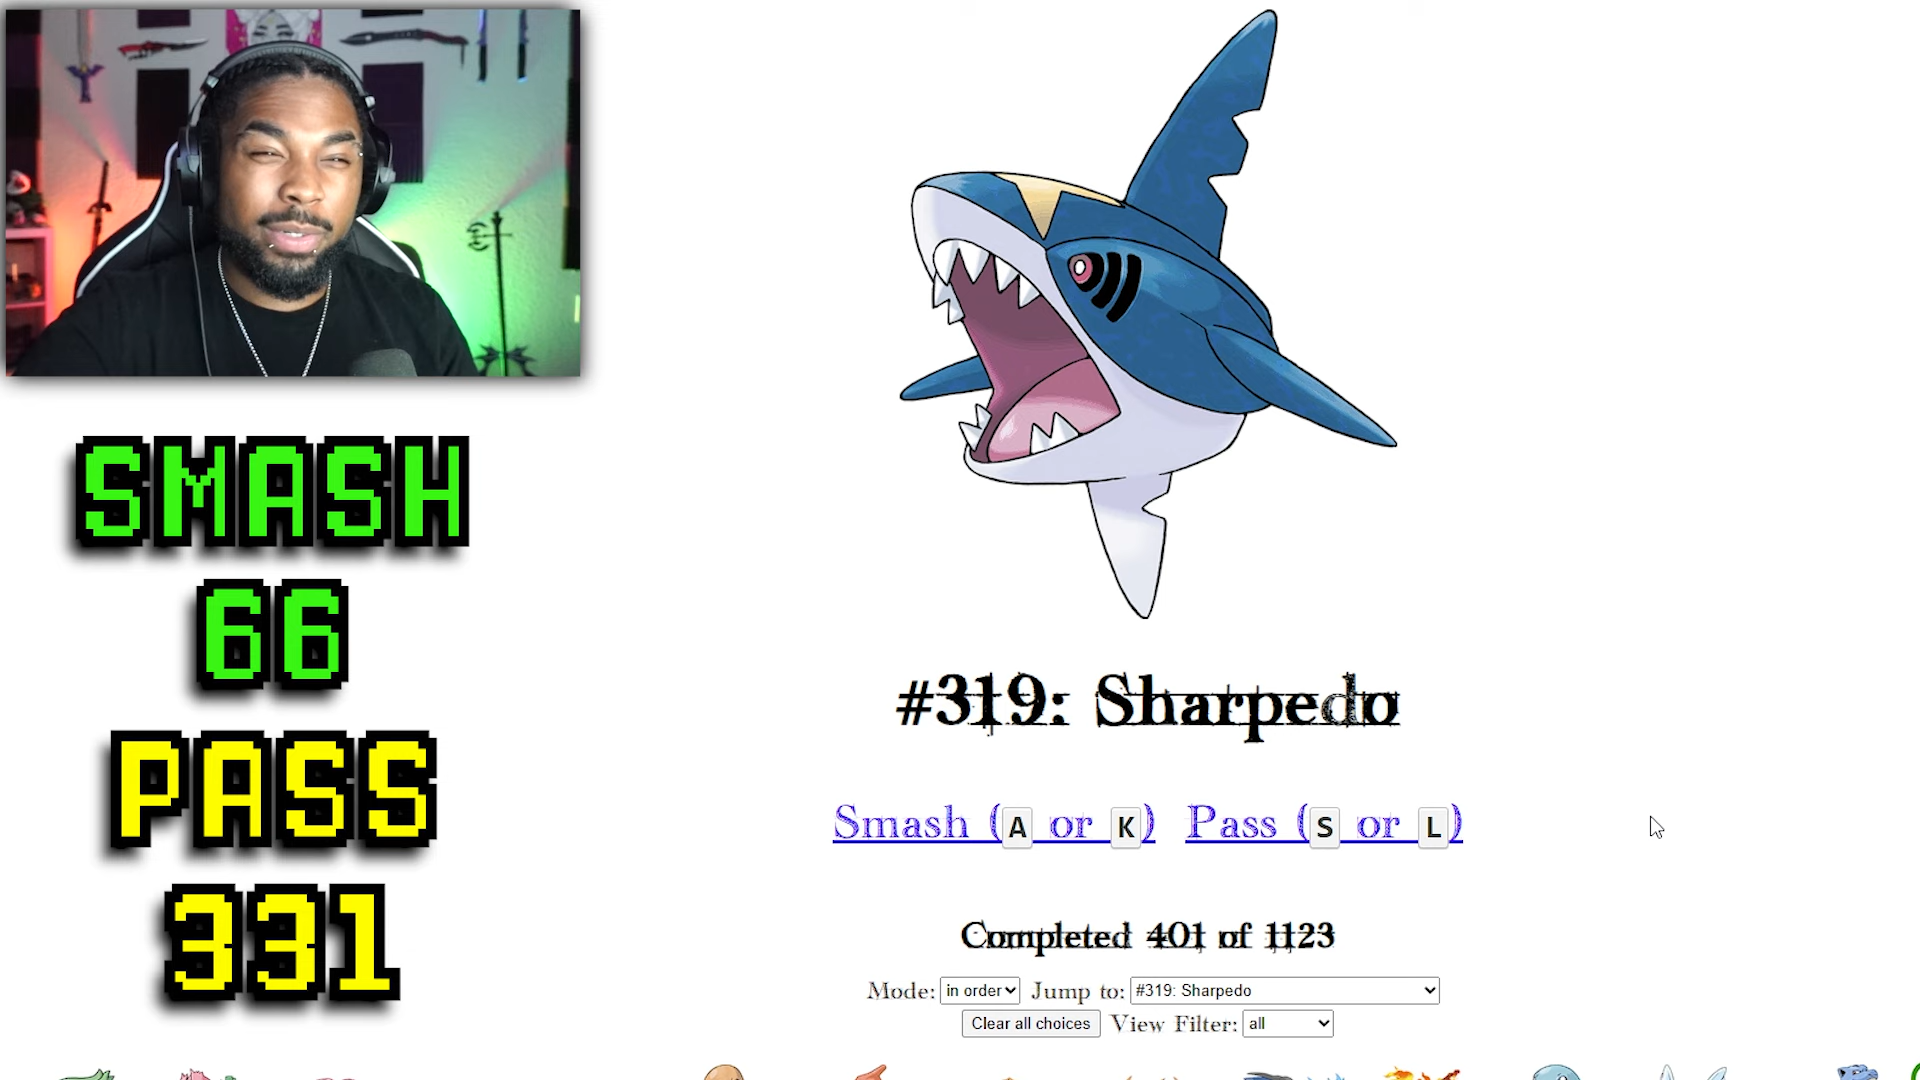 SMASH
66
PASS
331
#319: Sharpedo
Smash (A or K) Pass (S or L)
Completed 401 of 1123
Mode: in order Jump to: #319: Sharpedo
Clear all choices View Filter: all